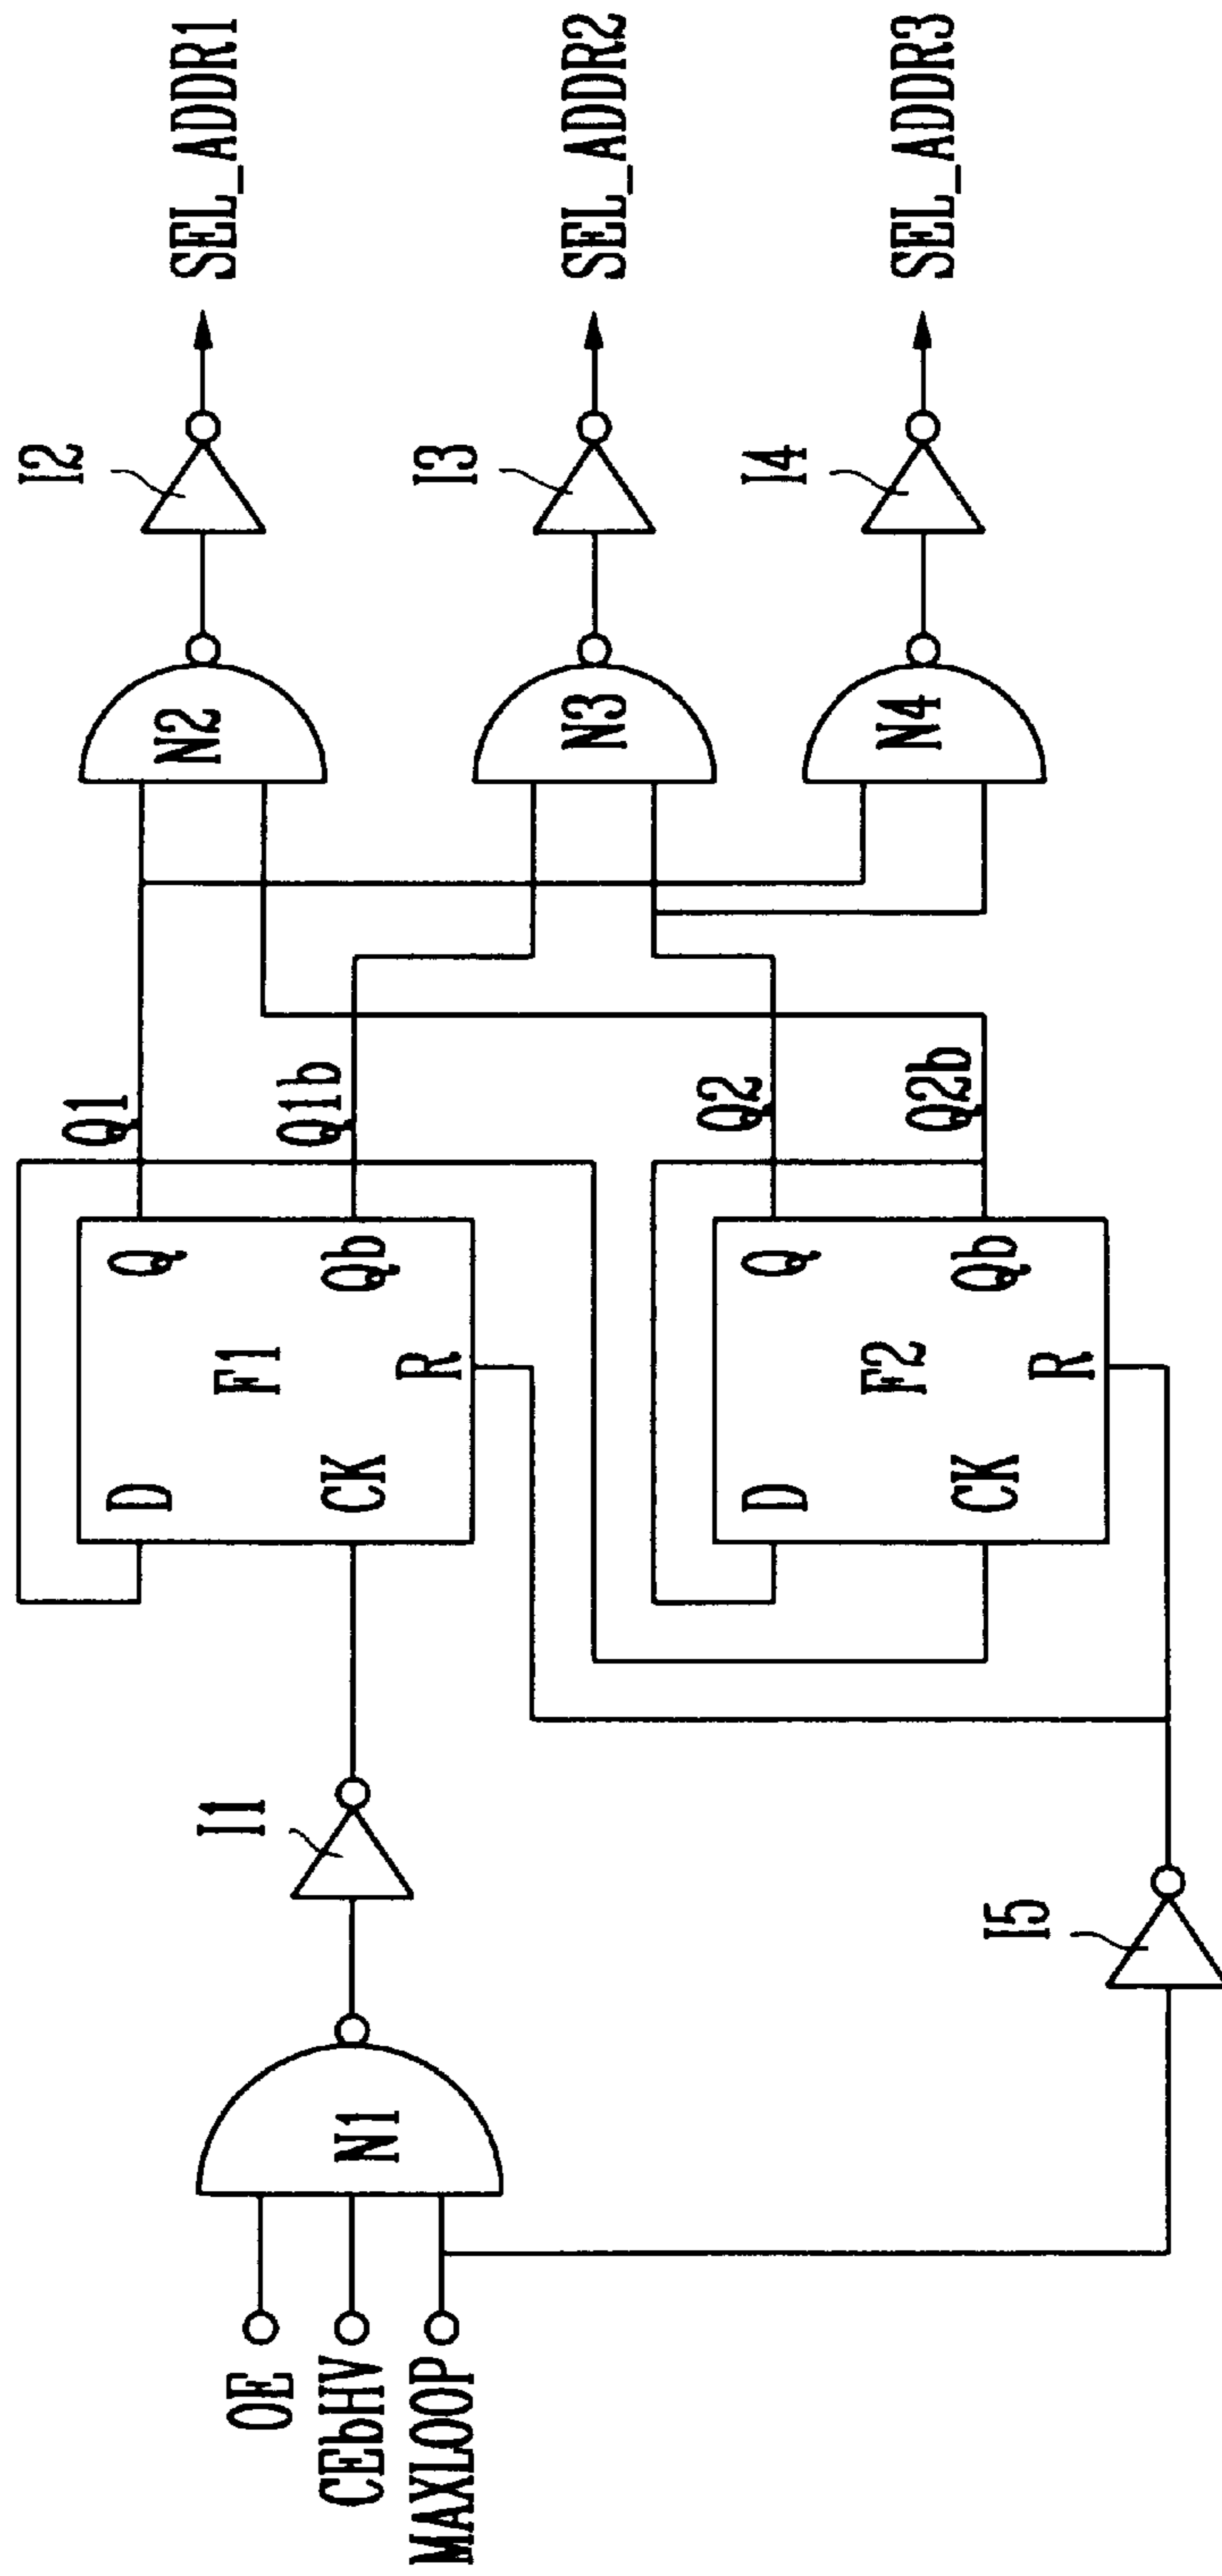 OE
CEbHV
MAXLOOP
N1
I1
I5
D
Q
F1
CK
Qb
R
D
Q
F2
CK
Qb
R
Q1
Q1b
Q2
Q2b
N2
N3
N4
I2
I3
I4
SEL_ADDR1
SEL_ADDR2
SEL_ADDR3